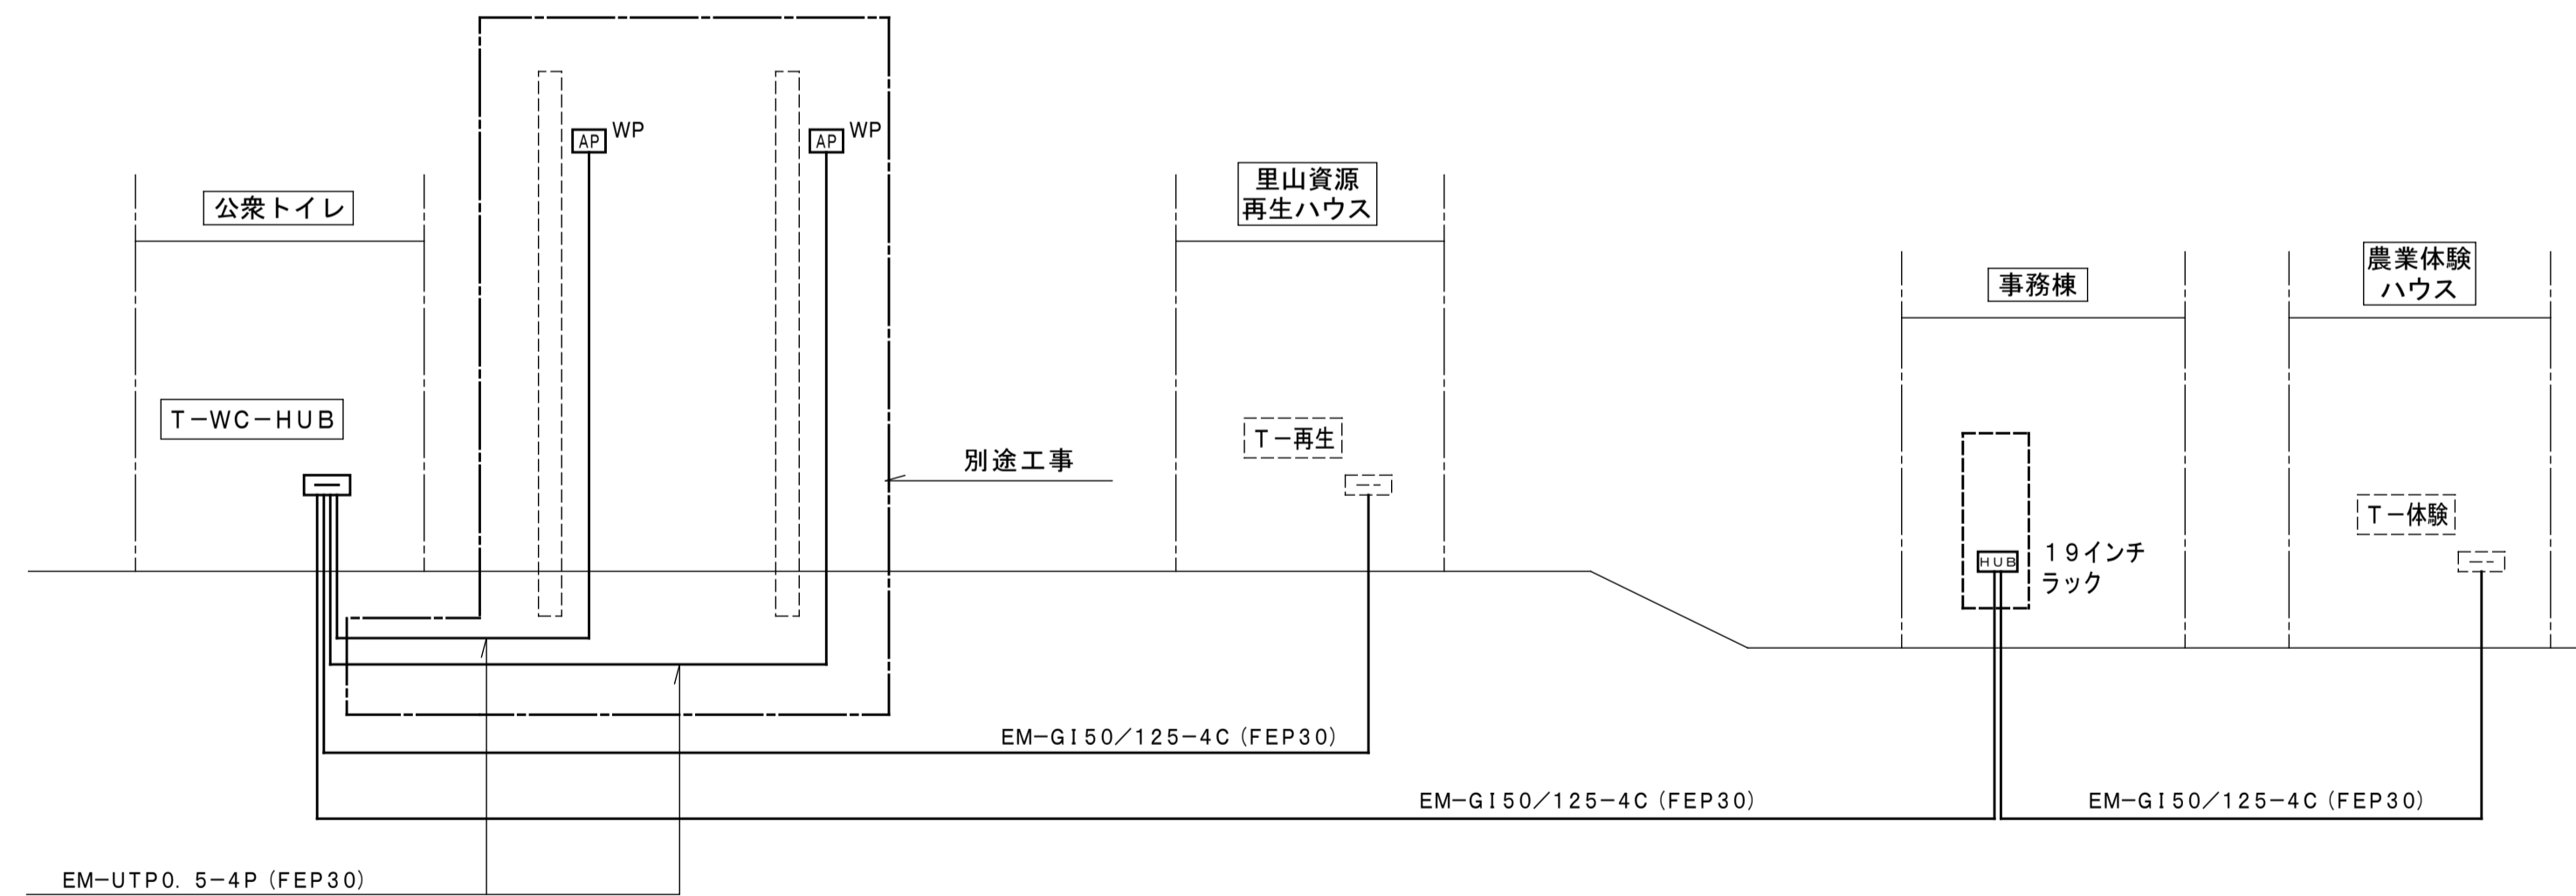 AP WP
AP WP
公衆トイレ
里山資源
再生ハウス
事務棟
農業体験
ハウス
T-WC-HUB
別途工事
T-再生
T-体験
HUB
19インチ
ラック
EM-GI50/125-4C (FEP30)
EM-GI50/125-4C (FEP30)
EM-GI50/125-4C (FEP30)
EM-UTP0. 5-4P (FEP30)